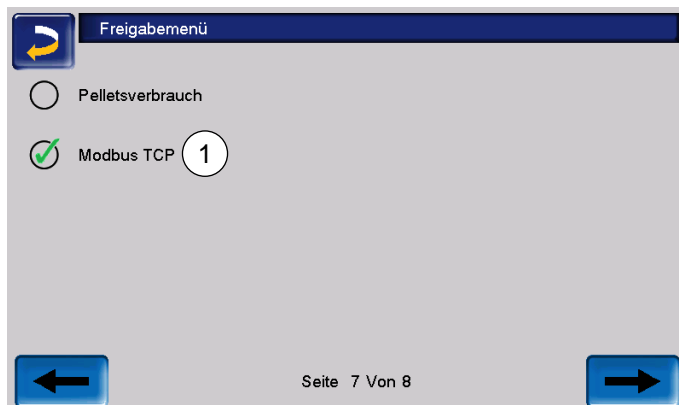 Freigabemenü
Pelletsverbrauch
Modbus TCP 1
Seite 7 Von 8